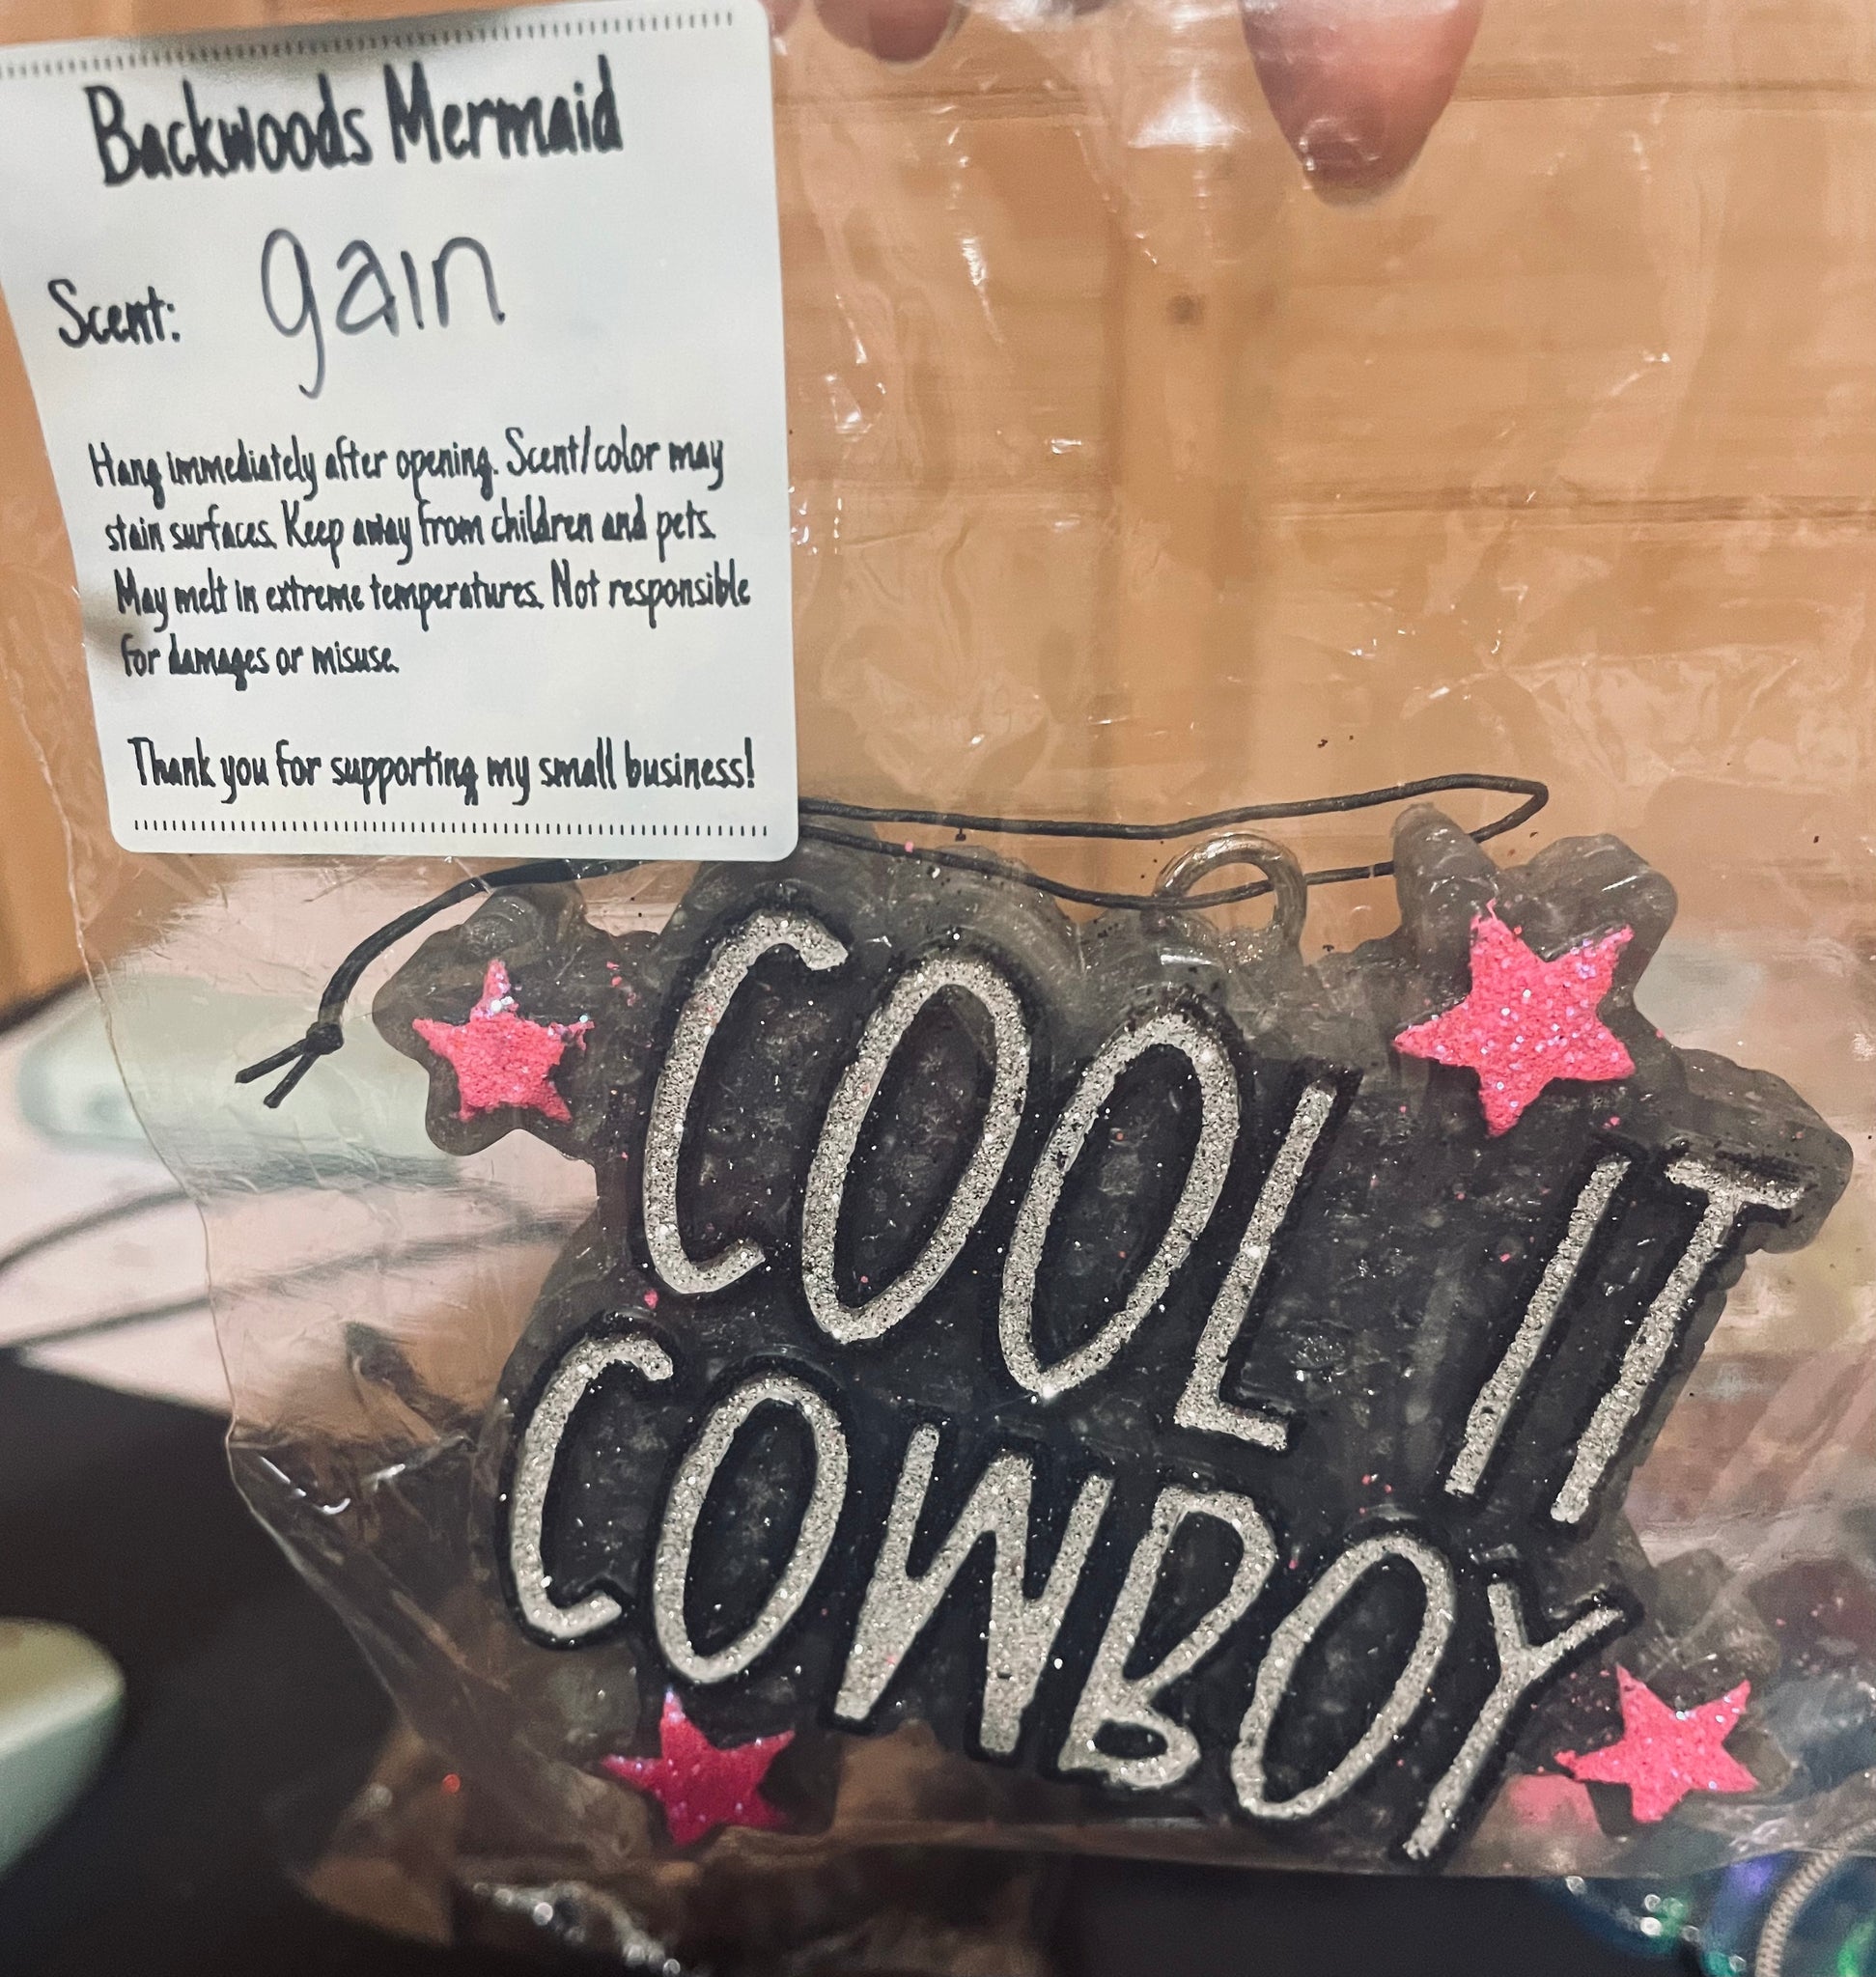 Backwoods Mermaid
Scent: gain
Hang immediately after opening. Scent/color may
stain surfaces. Keep away from children and pets.
May melt in extreme temperatures. Not responsible
for damages or misuse.
Thank you for supporting my small business!
COOL IT
COWBOY